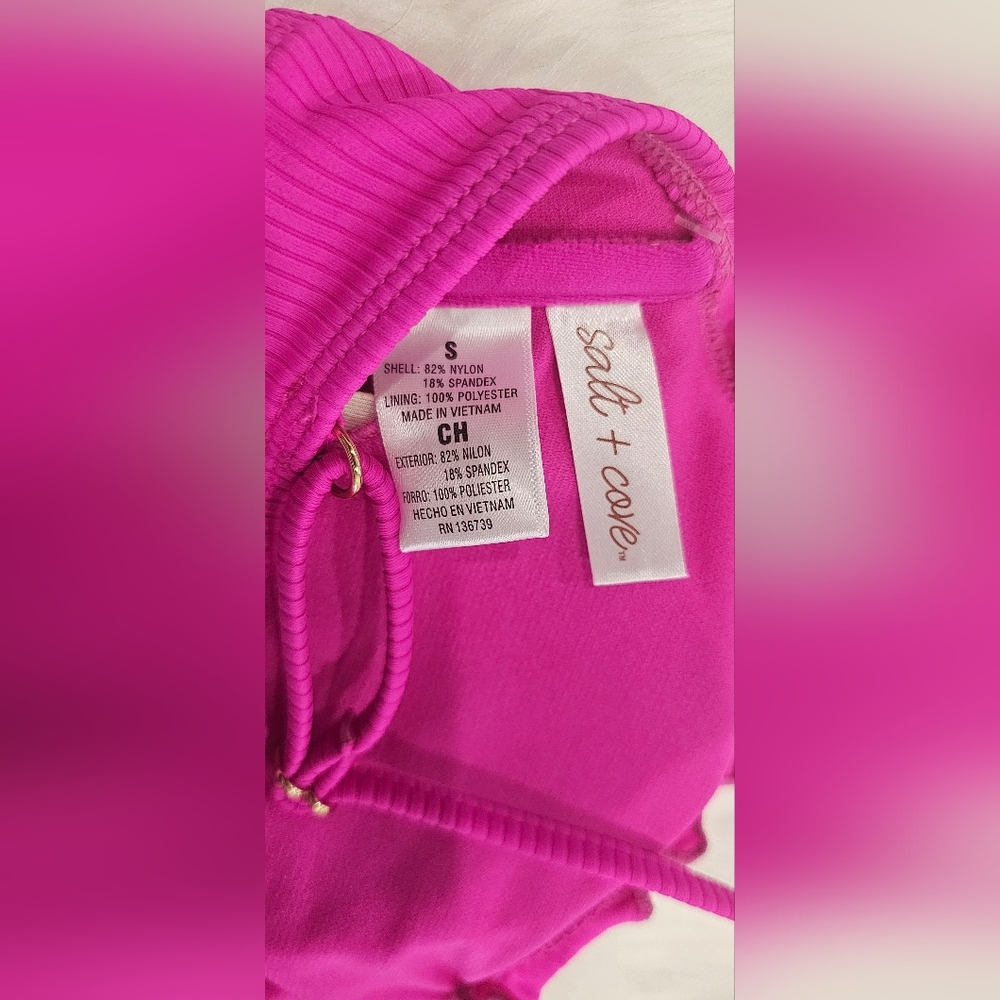 S
SHELL: 82% NYLON
18% SPANDEX
LINING: 100% POLYESTER
MADE IN VIETNAM
CH
EXTERIOR: 82% NILON
18% SPANDEX
FORRO: 100% POLIESTER
HECHO EN VIETNAM
RN 136739
salt + cove™